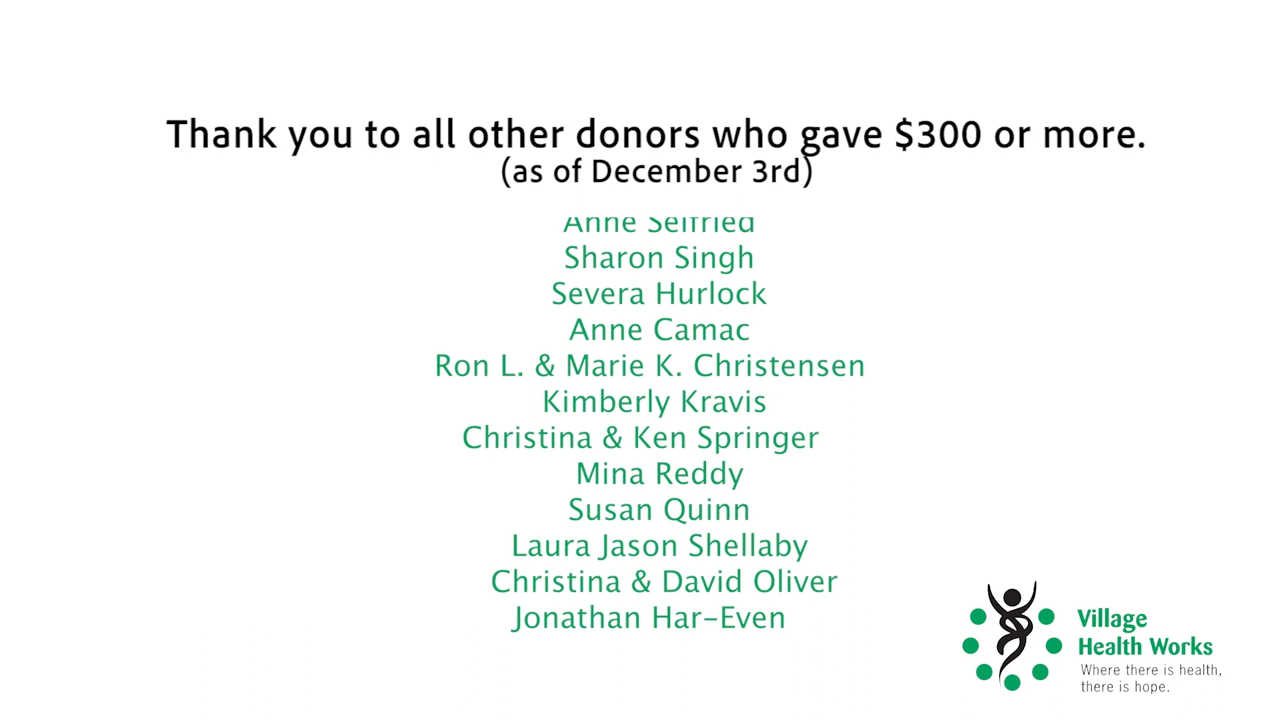 Thank you to all other donors who gave $300 or more.
(as of December 3rd)
Anne Seifried
Sharon Singh
Severa Hurlock
Anne Camac
Ron L. & Marie K. Christensen
Kimberly Kravis
Christina & Ken Springer
Mina Reddy
Susan Quinn
Laura Jason Shellaby
Christina & David Oliver
Jonathan Har-Even
Village
Health Works
Where there is health,
there is hope.